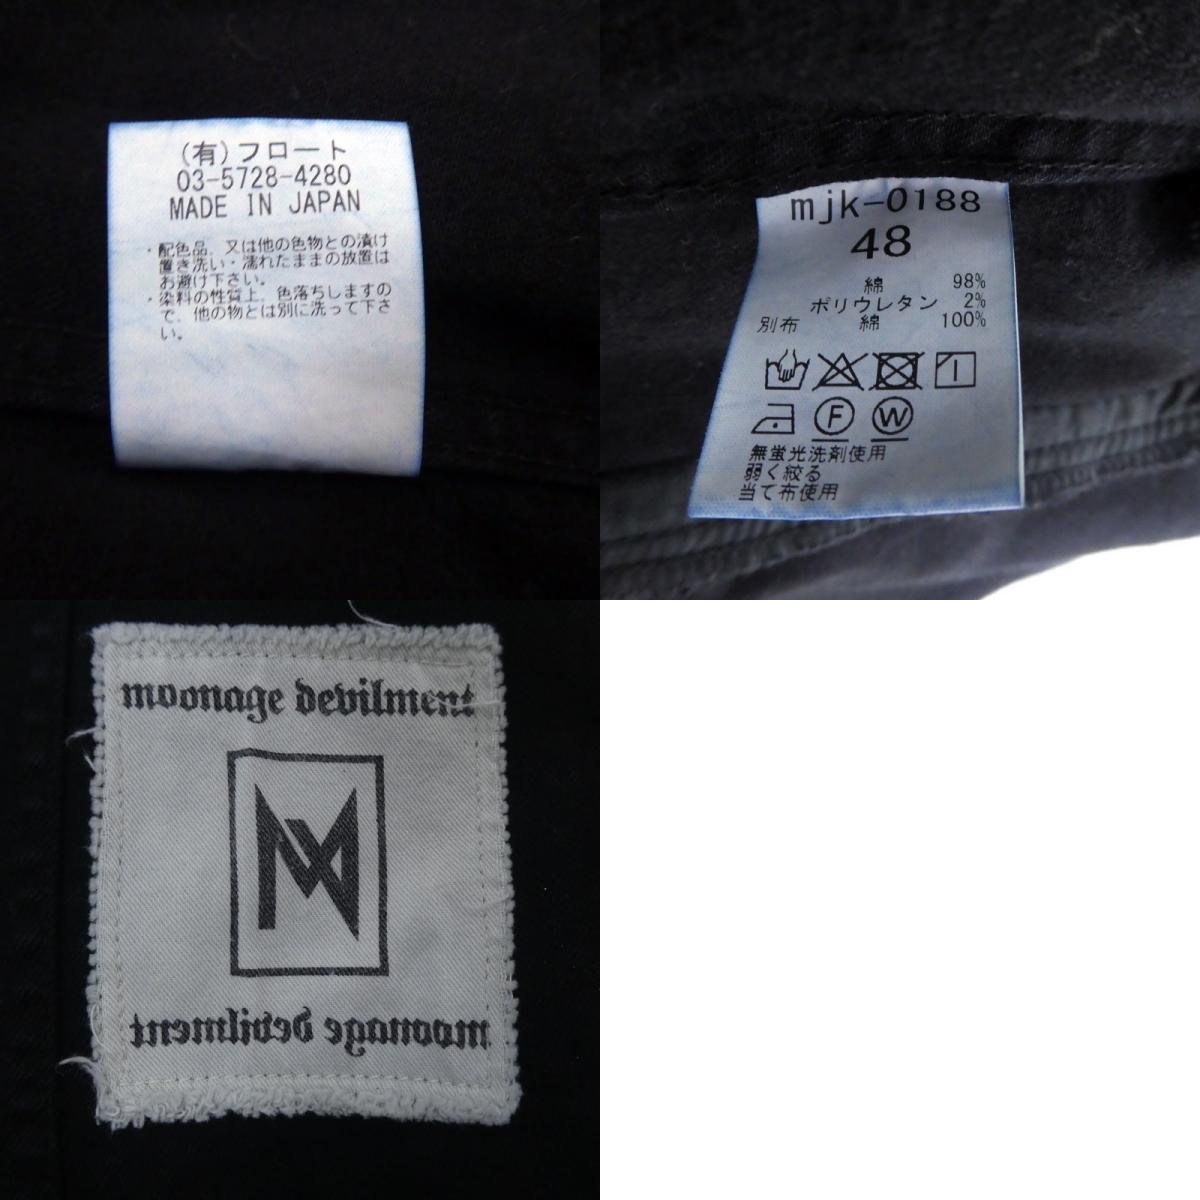 (有)フロート
03-5728-4280
MADE IN JAPAN
・配色品、又は他の色物との漬け
置き洗い・濡れたままの放置は
お避け下さい。
・染料の性質上、色落ちしますの
で、他の物とは別に洗って下さ
い。
mjk-0188
48
綿 98%
ポリウレタン 2%
別布 綿 100%
F W
無蛍光洗剤使用
弱く絞る
当て布使用
moonage devilment
moonage devilment